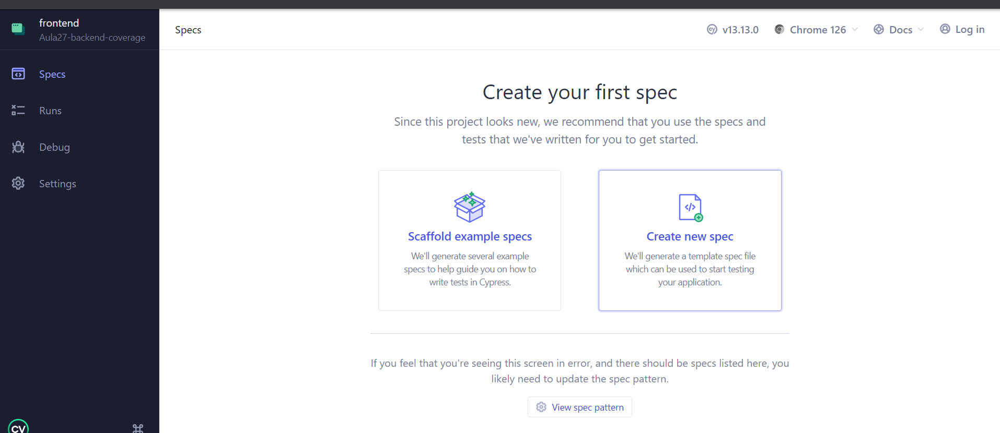 frontend
Aula27-backend-coverage
Specs
Runs
Debug
Settings
cy
Specs
cy v13.13.0
Chrome 126
Docs
Log in
Create your first spec
Since this project looks new, we recommend that you use the specs and
tests that we've written for you to get started.
Scaffold example specs
We'll generate several example
specs to help guide you on how to
write tests in Cypress.
Create new spec
We'll generate a template spec file
which can be used to start testing
your application.
If you feel that you're seeing this screen in error, and there should be specs listed here, you
likely need to update the spec pattern.
View spec pattern